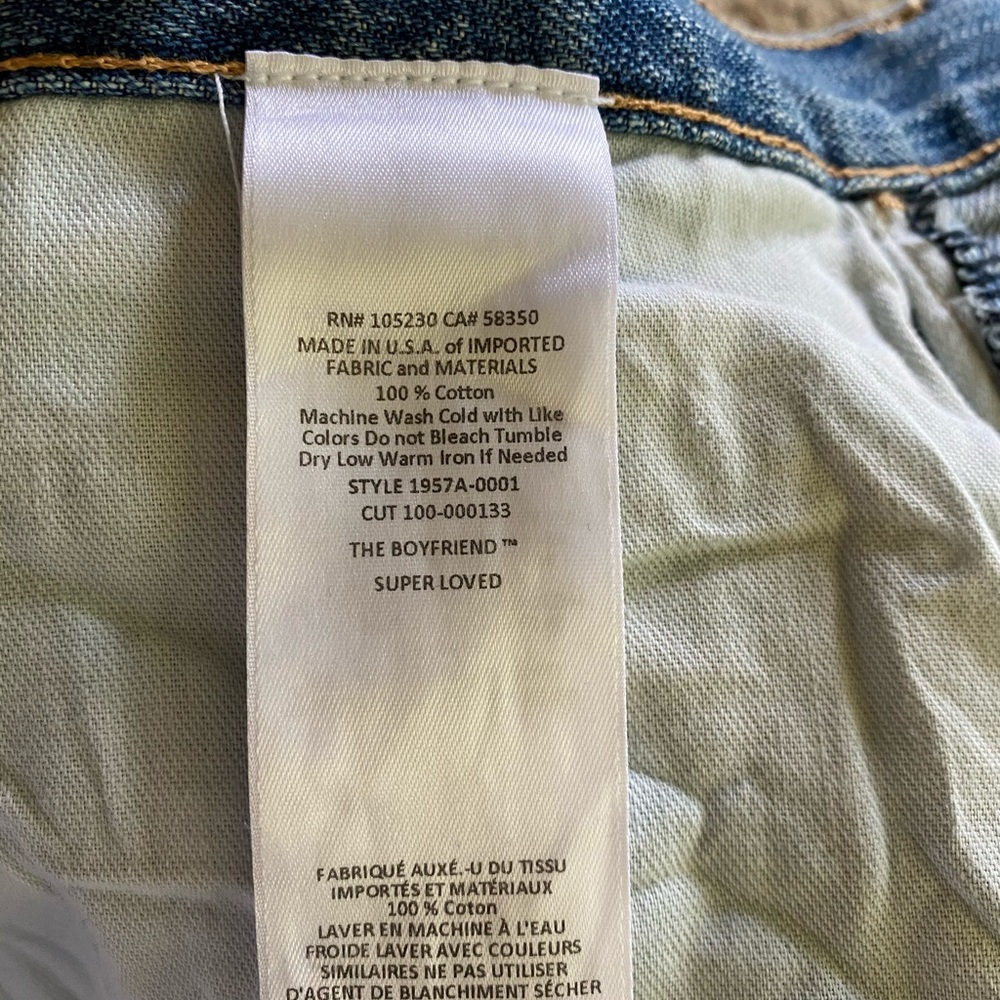 RN# 105230 CA# 58350
MADE IN U.S.A. of IMPORTED
FABRIC and MATERIALS
100 % Cotton
Machine Wash Cold with Like
Colors Do not Bleach Tumble
Dry Low Warm Iron If Needed
STYLE 1957A-0001
CUT 100-000133
THE BOYFRIEND ™
SUPER LOVED
FABRIQUÉ AUXÉ.-U DU TISSU
IMPORTÉS ET MATÉRIAUX
100 % Coton
LAVER EN MACHINE À L'EAU
FROIDE LAVER AVEC COULEURS
SIMILAIRES NE PAS UTILISER
D'AGENT DE BLANCHIMENT SÉCHER